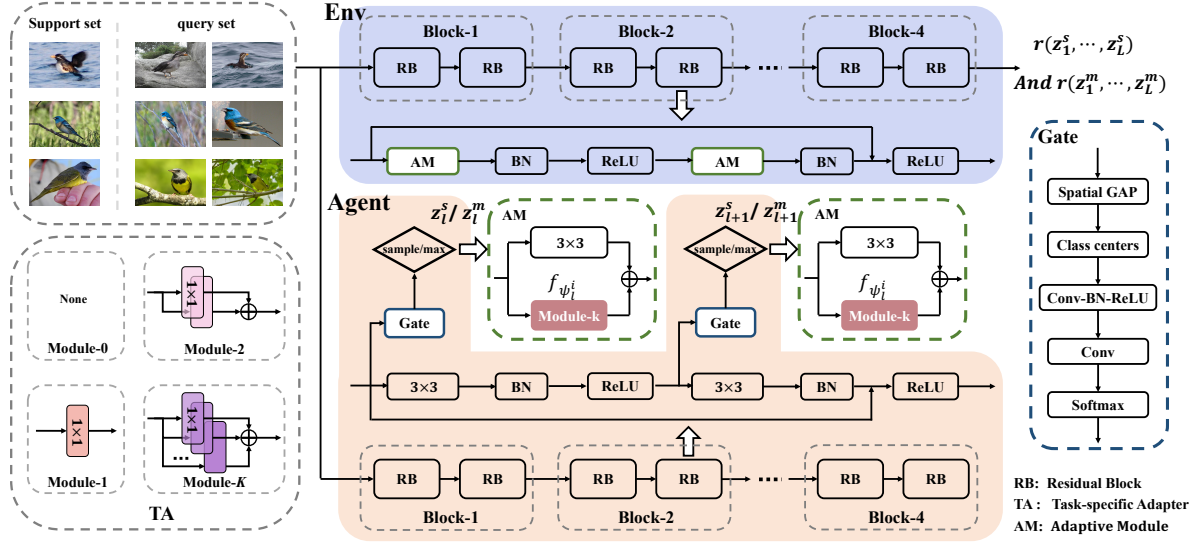 Support set
query set
Env
Block-1
Block-2
Block-4
RB
RB
RB
RB
RB
RB
r(z_1^s, ⋯, z_L^s)
And r(z_1^m, ⋯, z_L^m)
AM
BN
ReLU
AM
BN
ReLU
Agent
z_l^s / z_l^m
AM
sample/max
3×3
f_{ψ_l^i}
Module-k
Gate
z_{l+1}^s / z_{l+1}^m
AM
sample/max
3×3
f_{ψ_l^i}
Module-k
Gate
3×3
BN
ReLU
3×3
BN
ReLU
RB
RB
RB
RB
RB
RB
Block-1
Block-2
Block-4
None
Module-0
1×1
Module-2
1×1
Module-1
1×1
...
Module-K
TA
Gate
Spatial GAP
Class centers
Conv-BN-ReLU
Conv
Softmax
RB: Residual Block
TA : Task-specific Adapter
AM: Adaptive Module